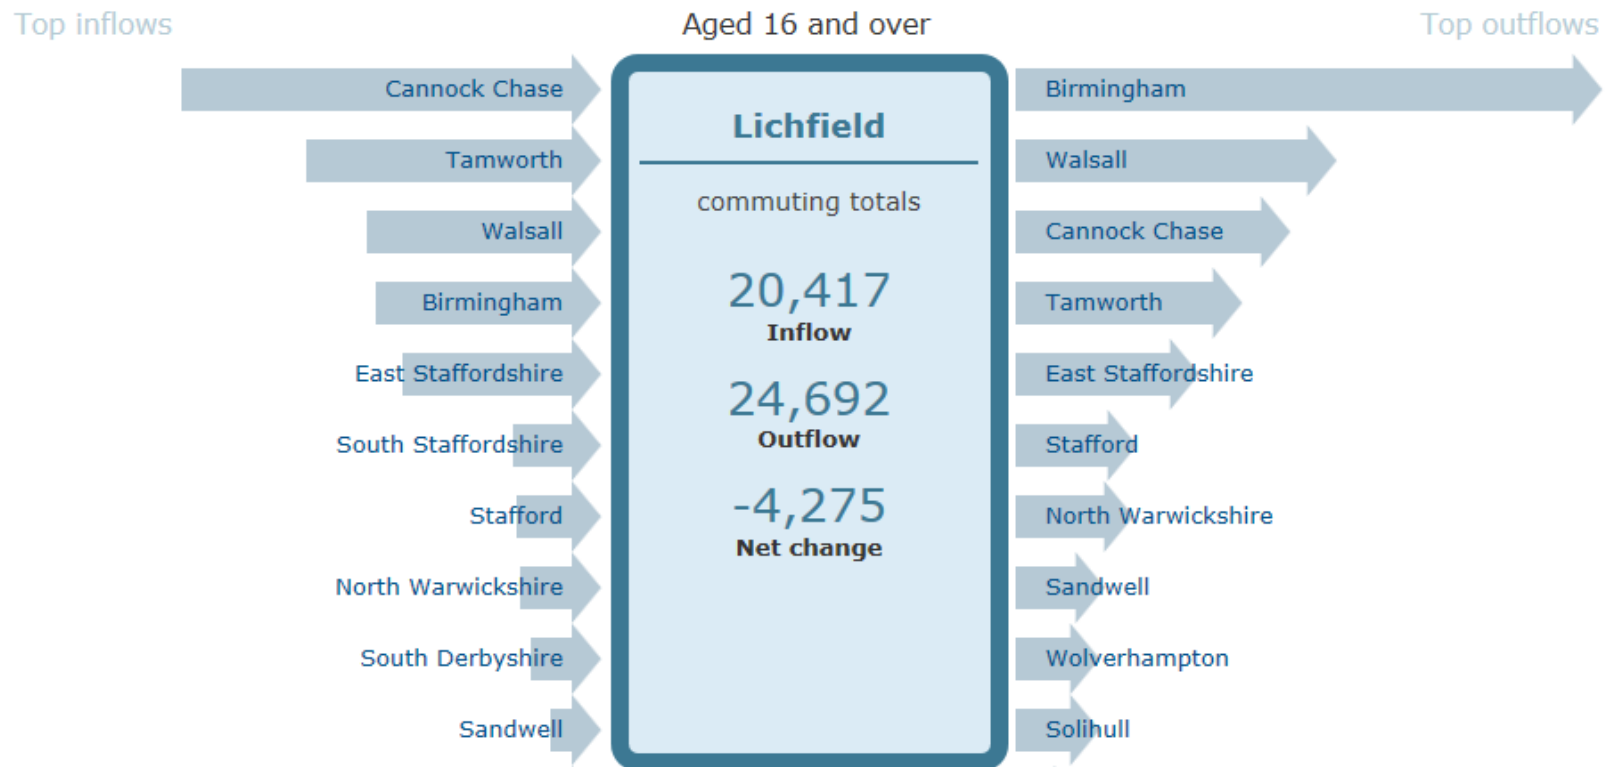 Top inflows
Aged 16 and over
Top outflows
Cannock Chase
Tamworth
Walsall
Birmingham
East Staffordshire
South Staffordshire
Stafford
North Warwickshire
South Derbyshire
Sandwell
Lichfield
commuting totals
20,417
Inflow
24,692
Outflow
-4,275
Net change
Birmingham
Walsall
Cannock Chase
Tamworth
East Staffordshire
Stafford
North Warwickshire
Sandwell
Wolverhampton
Solihull